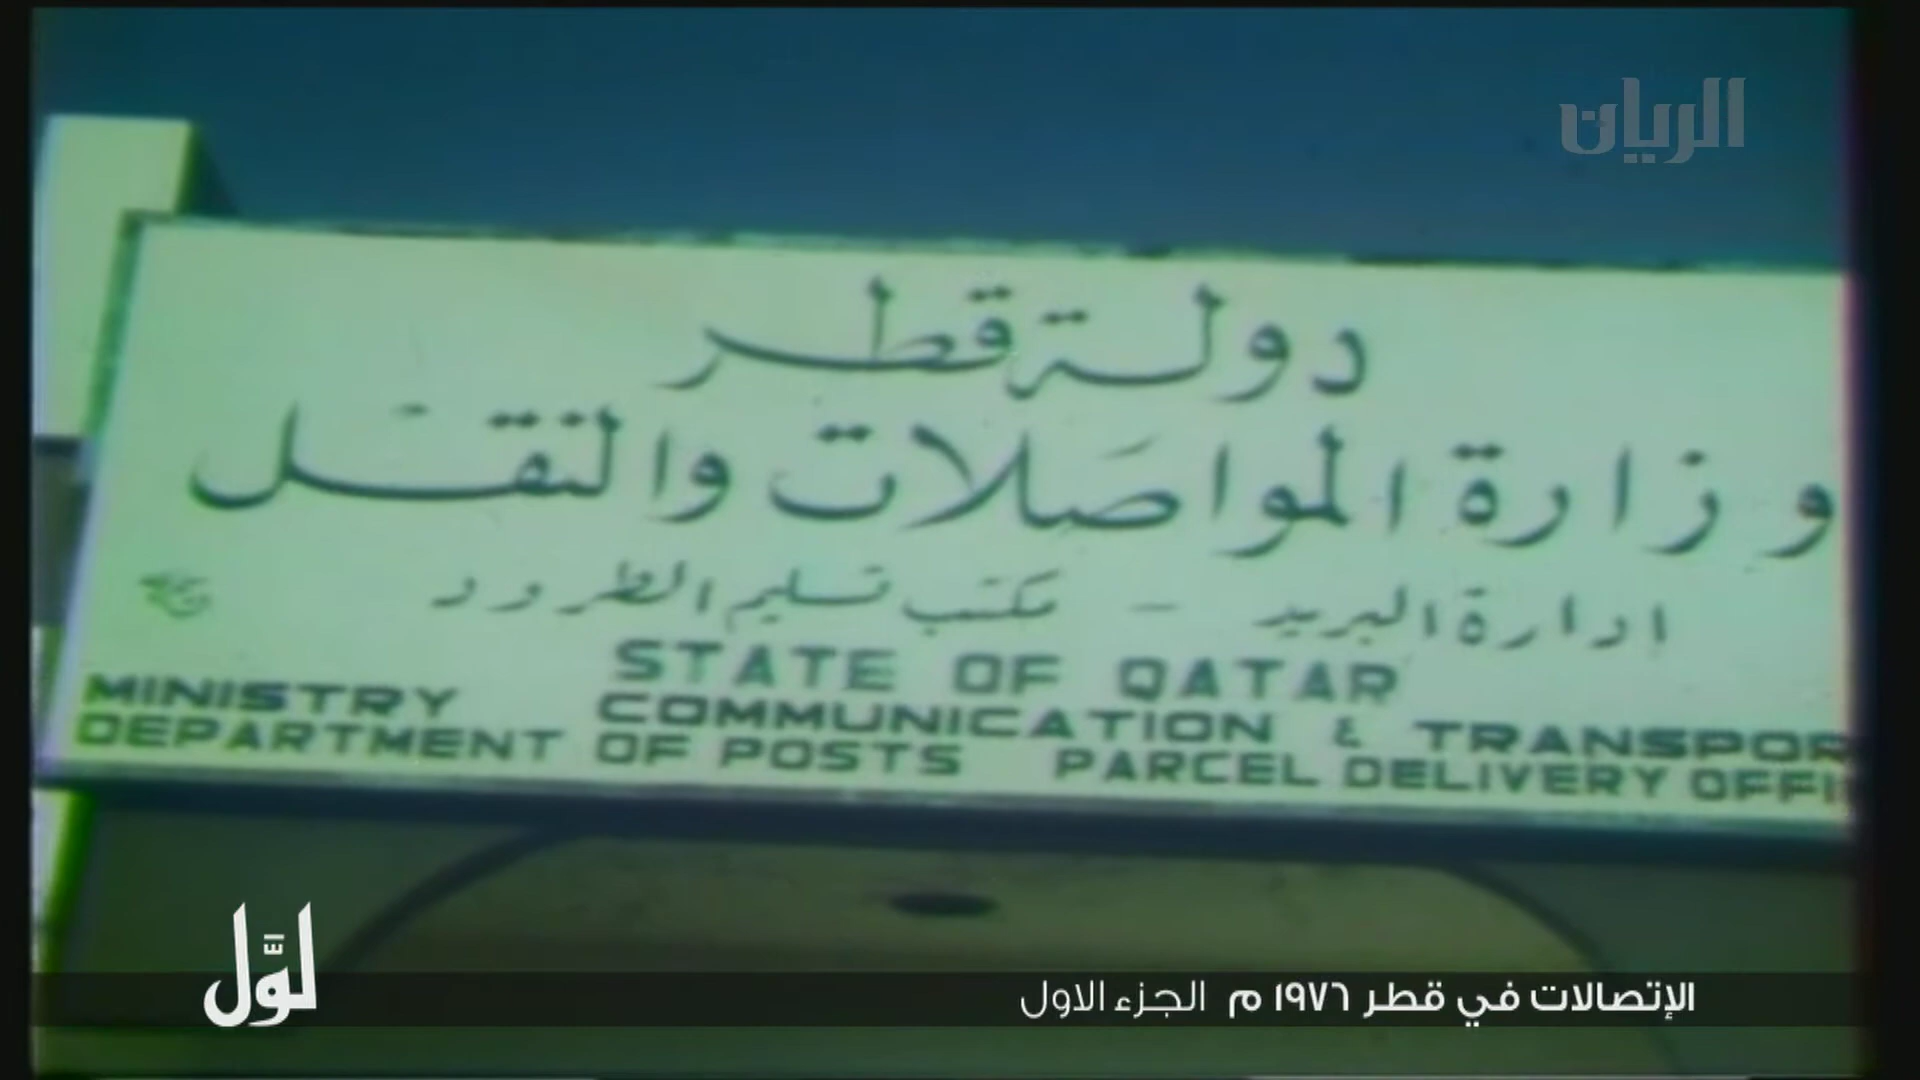 الريان
دولة قطر
وزارة المواصلات والنقل
ادارة البريد - مكتب تسليم الطرود
STATE OF QATAR
MINISTRY COMMUNICATION & TRANSPOR
DEPARTMENT OF POSTS PARCEL DELIVERY OFFI
الإتصالات في قطر ١٩٧٦ م الجزء الاول
لوَّل